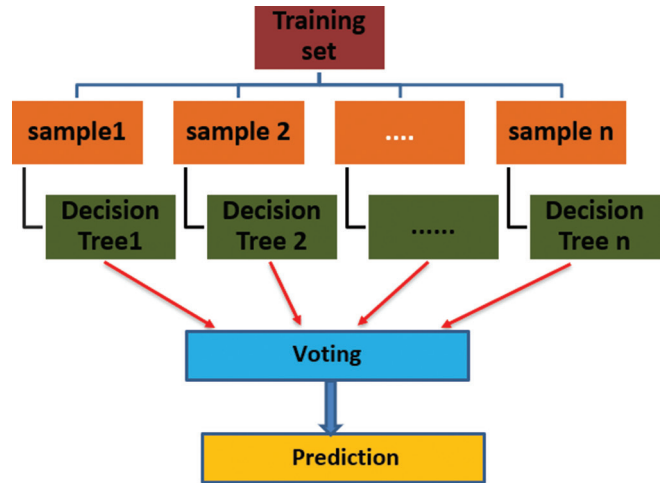 Training
set
sample1
sample 2
....
sample n
Decision
Tree1
Decision
Tree 2
......
Decision
Tree n
Voting
Prediction